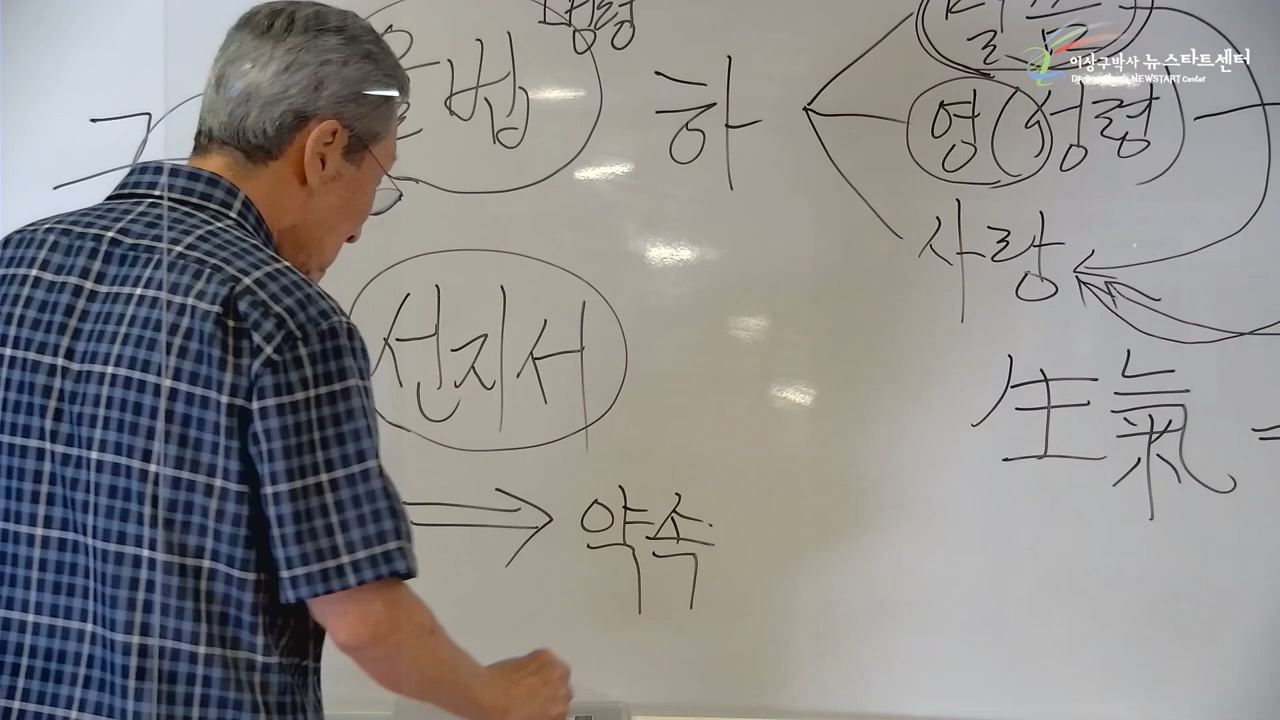 명령
법
하
영(성령
사랑
선지서
生氣 =
⇒ 약속
이상구박사 뉴스타트센터
NEWSTART Center